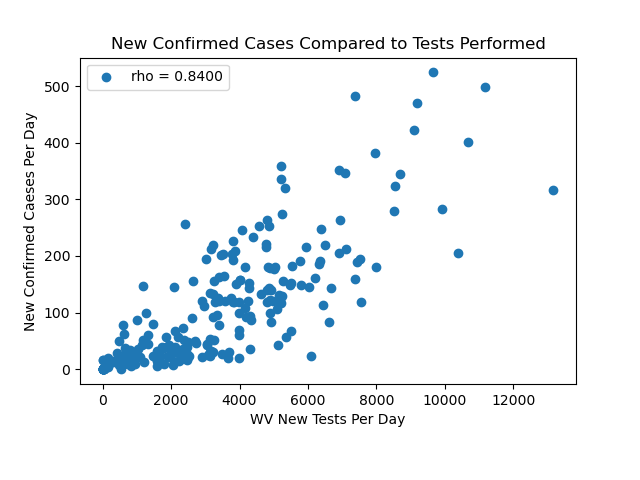 New Confirmed Cases Compared to Tests Performed
rho = 0.8400
New Confirmed Caeses Per Day
500
400
300
200
100
0
0 2000 4000 6000 8000 10000 12000
WV New Tests Per Day